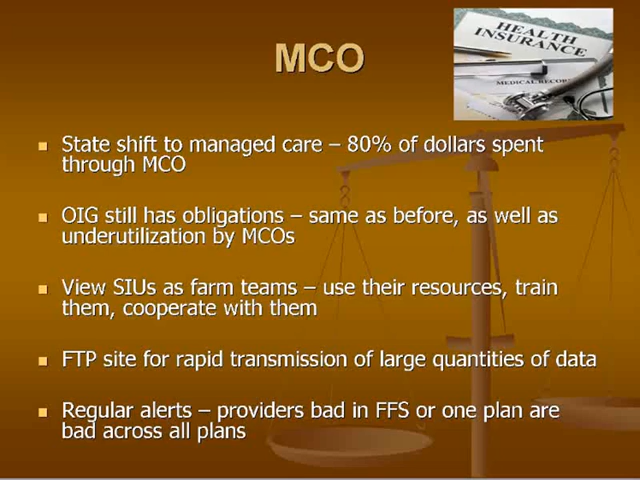 HEALTH
INSURANCE
MEDICAL RECORD
MCO
State shift to managed care – 80% of dollars spent
through MCO
OIG still has obligations – same as before, as well as
underutilization by MCOs
View SIUs as farm teams – use their resources, train
them, cooperate with them
FTP site for rapid transmission of large quantities of data
Regular alerts – providers bad in FFS or one plan are
bad across all plans